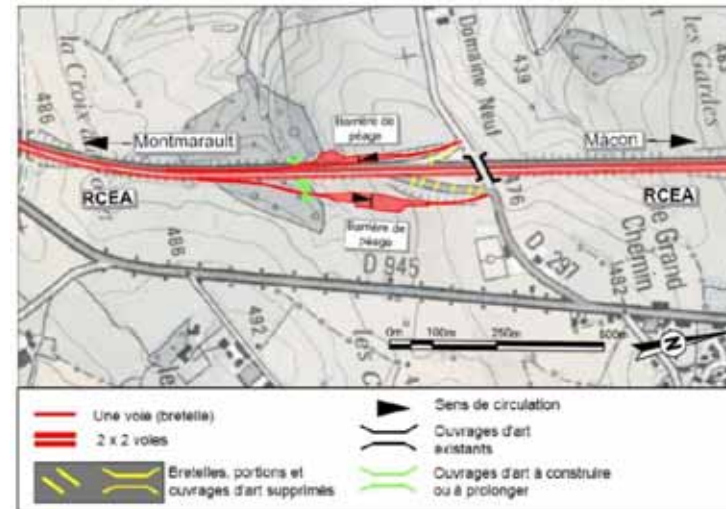 486
la Croix
Montmarault
Barrière de
péage
Domaine Neuf
439
les Gardes
Mâcon
RCEA
476
RCEA
Barrière de
péage
486
D 945
D 297
le Grand
Chemin
482
492
0m 100m 250m 500m
N
Une voie (bretelle)
2 x 2 voies
Bretelles, portions et
ouvrages d'art supprimés
Sens de circulation
Ouvrages d'art
existants
Ouvrages d'art à construire
ou à prolonger